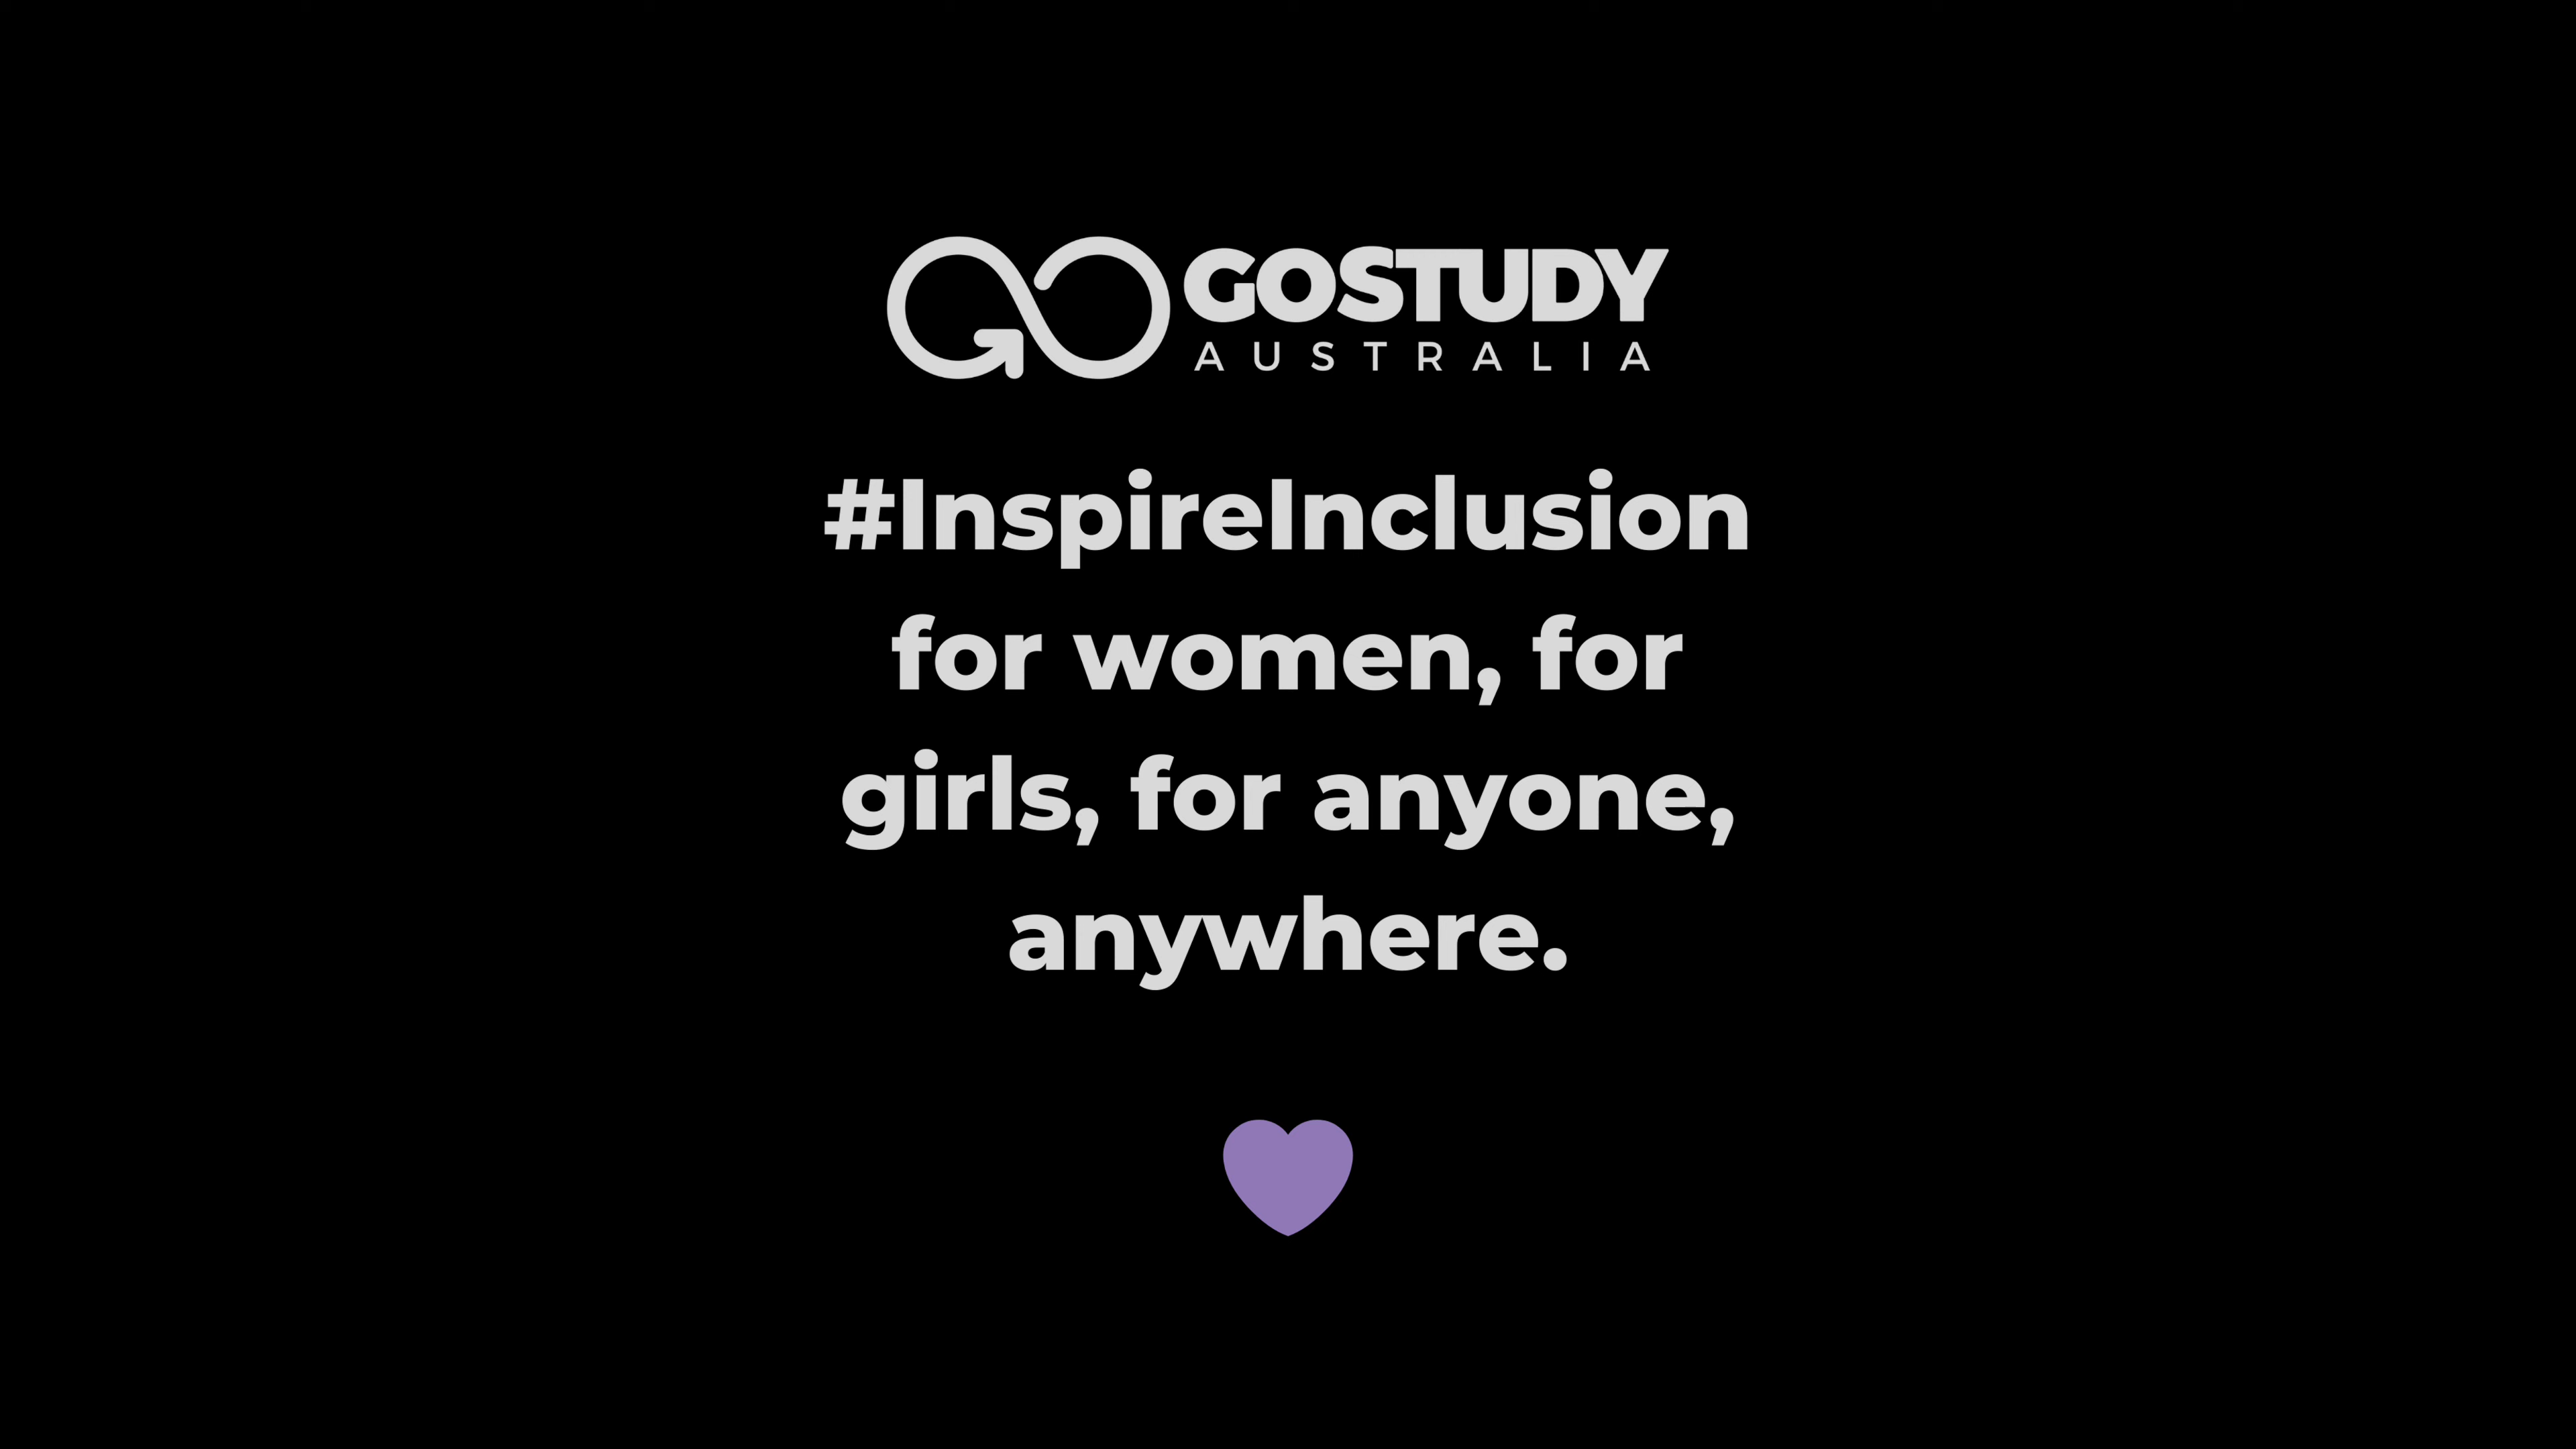 GOSTUDY
AUSTRALIA
#InspireInclusion
for women, for
girls, for anyone,
anywhere.